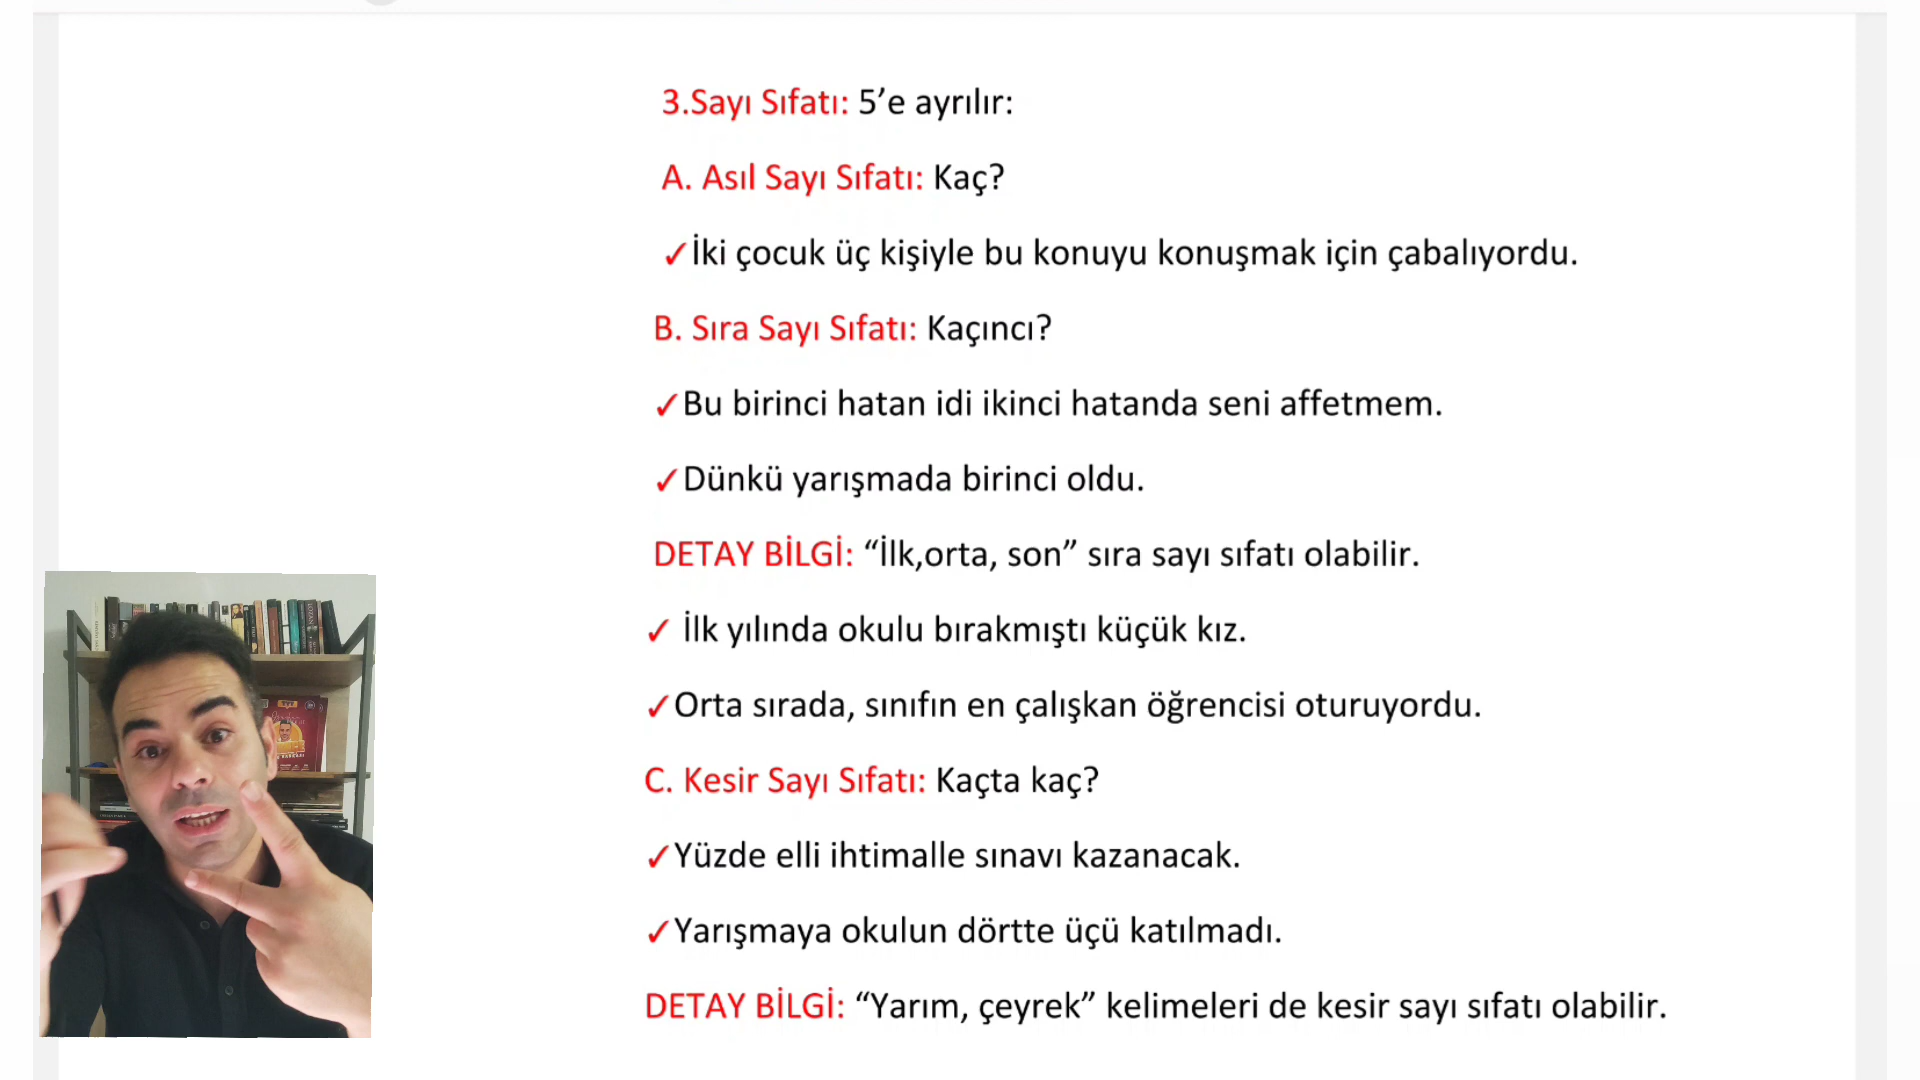 3.Sayı Sıfatı: 5’e ayrılır:
A. Asıl Sayı Sıfatı: Kaç?
✓İki çocuk üç kişiyle bu konuyu konuşmak için çabalıyordu.
B. Sıra Sayı Sıfatı: Kaçıncı?
✓Bu birinci hatan idi ikinci hatanda seni affetmem.
✓Dünkü yarışmada birinci oldu.
DETAY BİLGİ: “İlk,orta, son” sıra sayı sıfatı olabilir.
✓ İlk yılında okulu bırakmıştı küçük kız.
✓Orta sırada, sınıfın en çalışkan öğrencisi oturuyordu.
C. Kesir Sayı Sıfatı: Kaçta kaç?
✓Yüzde elli ihtimalle sınavı kazanacak.
✓Yarışmaya okulun dörtte üçü katılmadı.
DETAY BİLGİ: “Yarım, çeyrek” kelimeleri de kesir sayı sıfatı olabilir.